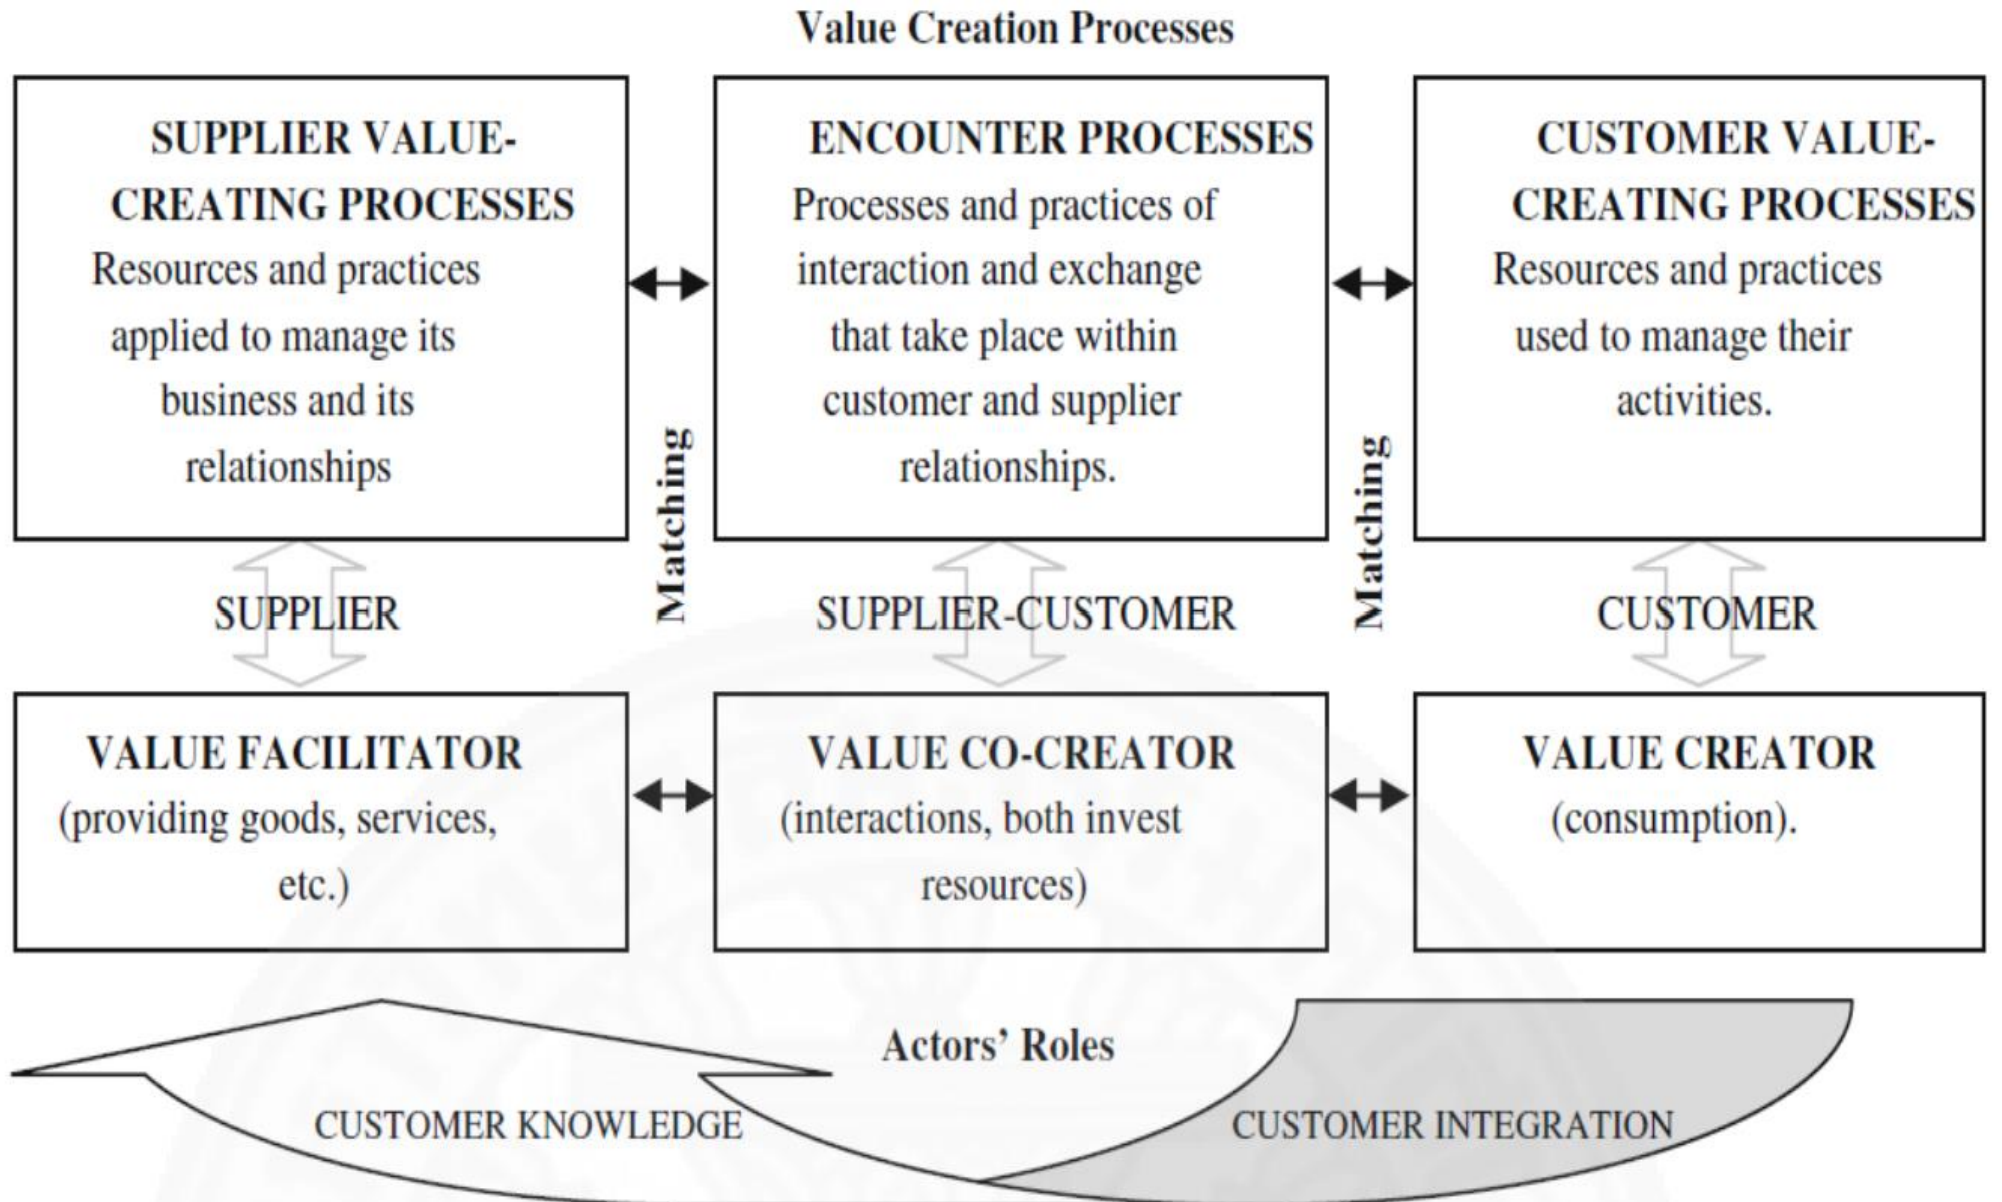 Value Creation Processes
SUPPLIER VALUE-
CREATING PROCESSES
Resources and practices
applied to manage its
business and its
relationships
Matching
ENCOUNTER PROCESSES
Processes and practices of
interaction and exchange
that take place within
customer and supplier
relationships.
Matching
CUSTOMER VALUE-
CREATING PROCESSES
Resources and practices
used to manage their
activities.
SUPPLIER
SUPPLIER-CUSTOMER
CUSTOMER
VALUE FACILITATOR
(providing goods, services,
etc.)
VALUE CO-CREATOR
(interactions, both invest
resources)
VALUE CREATOR
(consumption).
Actors’ Roles
CUSTOMER KNOWLEDGE
CUSTOMER INTEGRATION